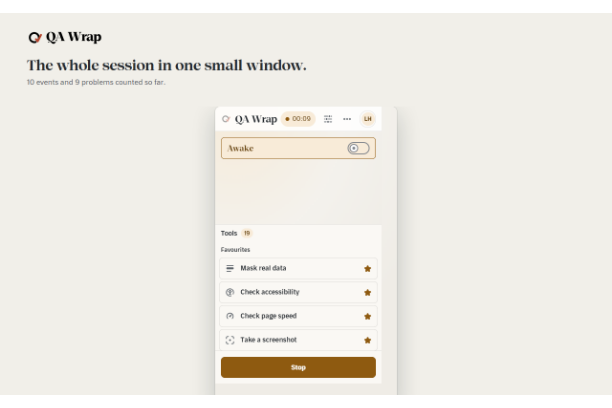 QA Wrap
The whole session in one small window.
10 events and 9 problems counted so far.
QA Wrap 00:09 LH
Awake
Tools 19
Favourites
Mask real data
Check accessibility
Check page speed
Take a screenshot
Stop